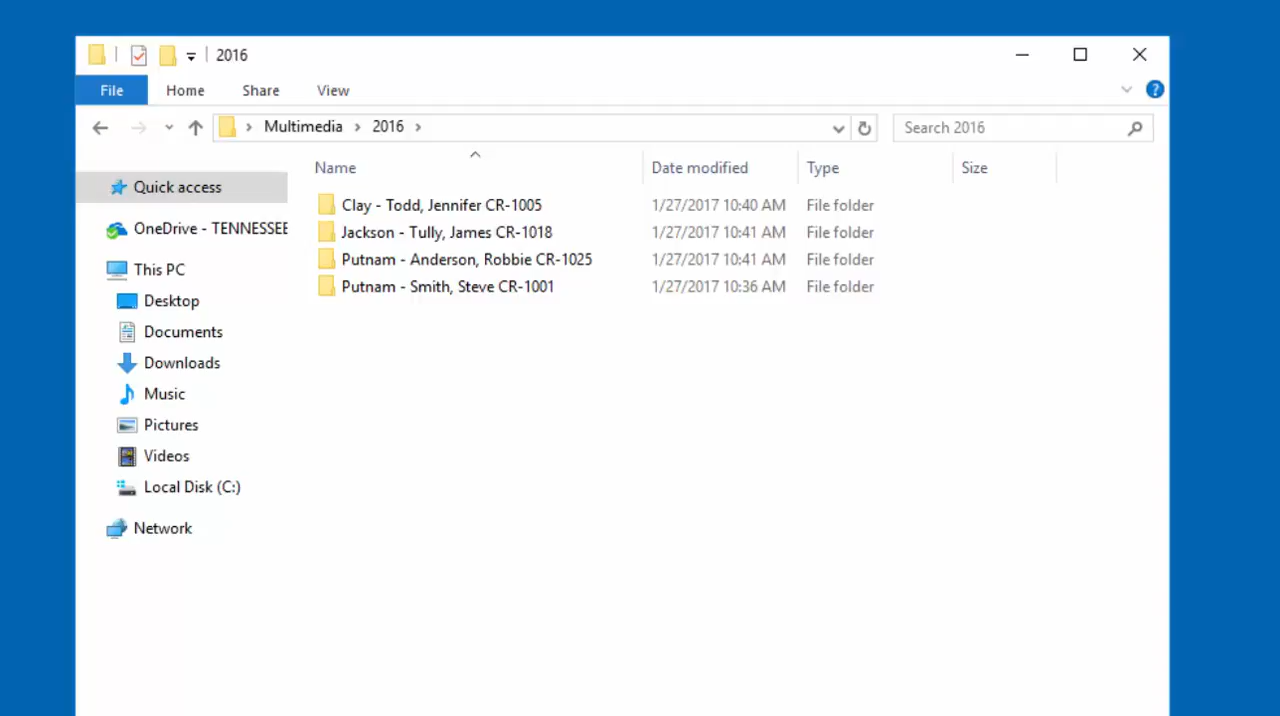 2016
File Home Share View
Multimedia 2016 Search 2016
Name Date modified Type Size
Quick access
OneDrive - TENNESSEE
This PC
Desktop
Documents
Downloads
Music
Pictures
Videos
Local Disk (C:)
Network
Clay - Todd, Jennifer CR-1005 1/27/2017 10:40 AM File folder
Jackson - Tully, James CR-1018 1/27/2017 10:41 AM File folder
Putnam - Anderson, Robbie CR-1025 1/27/2017 10:41 AM File folder
Putnam - Smith, Steve CR-1001 1/27/2017 10:36 AM File folder